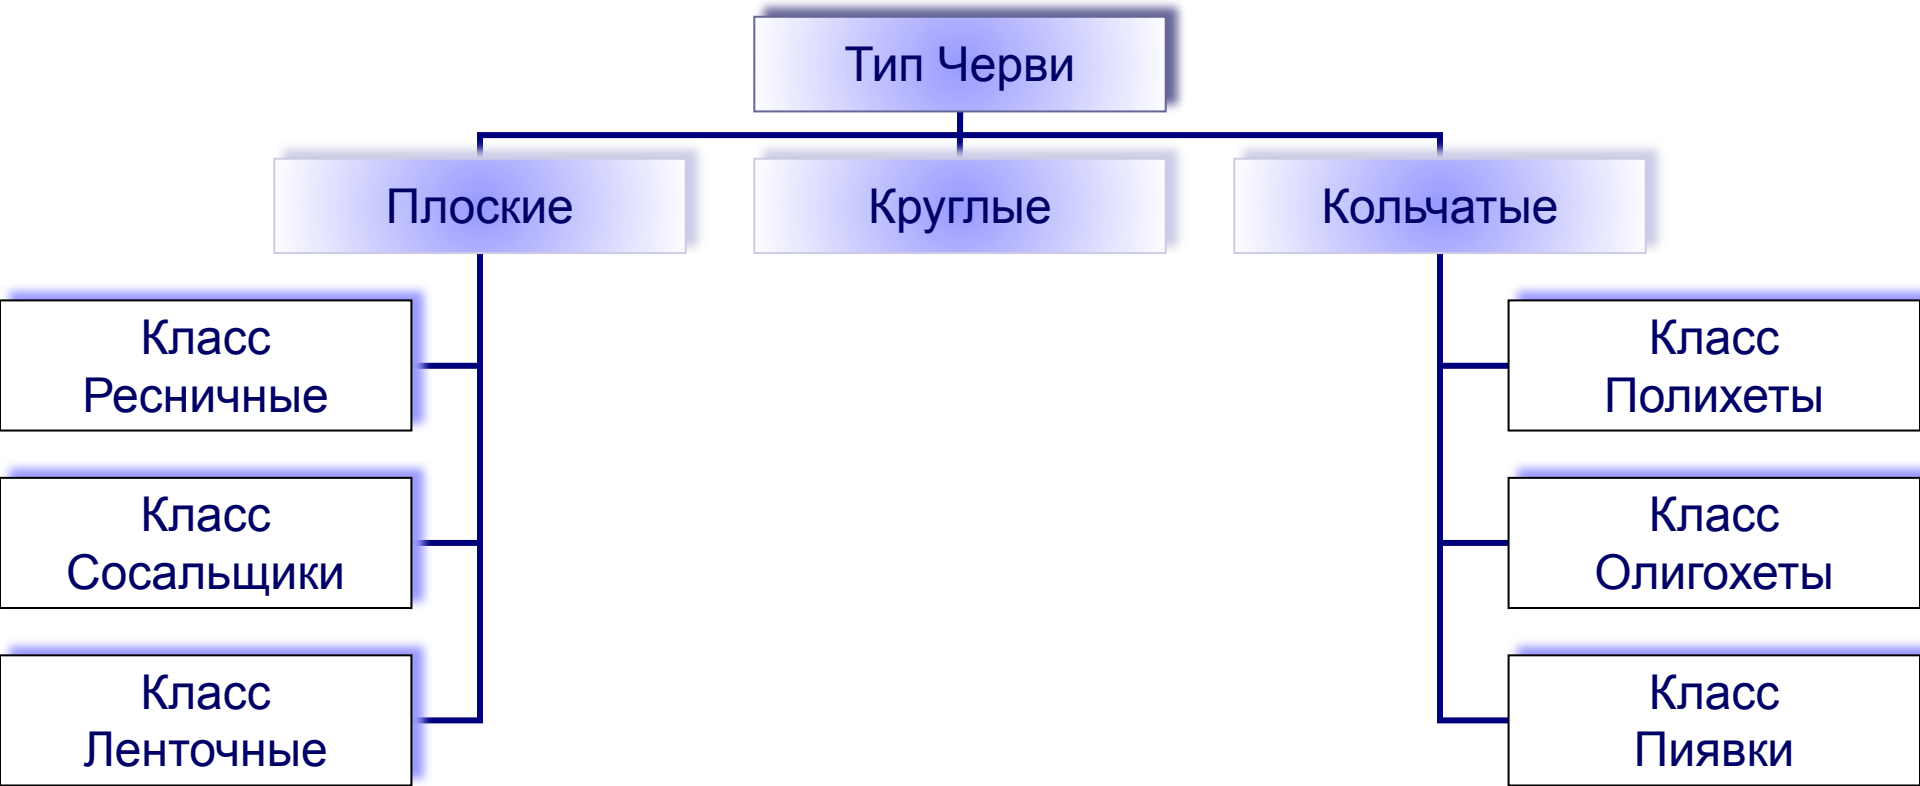 Тип Черви
Плоские
Круглые
Кольчатые
Класс
Ресничные
Класс
Сосальщики
Класс
Ленточные
Класс
Полихеты
Класс
Олигохеты
Класс
Пиявки